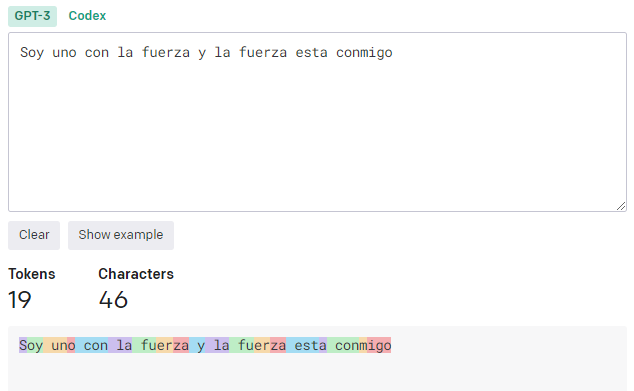 GPT-3 Codex
Soy uno con la fuerza y la fuerza esta conmigo
Clear Show example
Tokens Characters
19 46
Soy uno con la fuerza y la fuerza esta conmigo